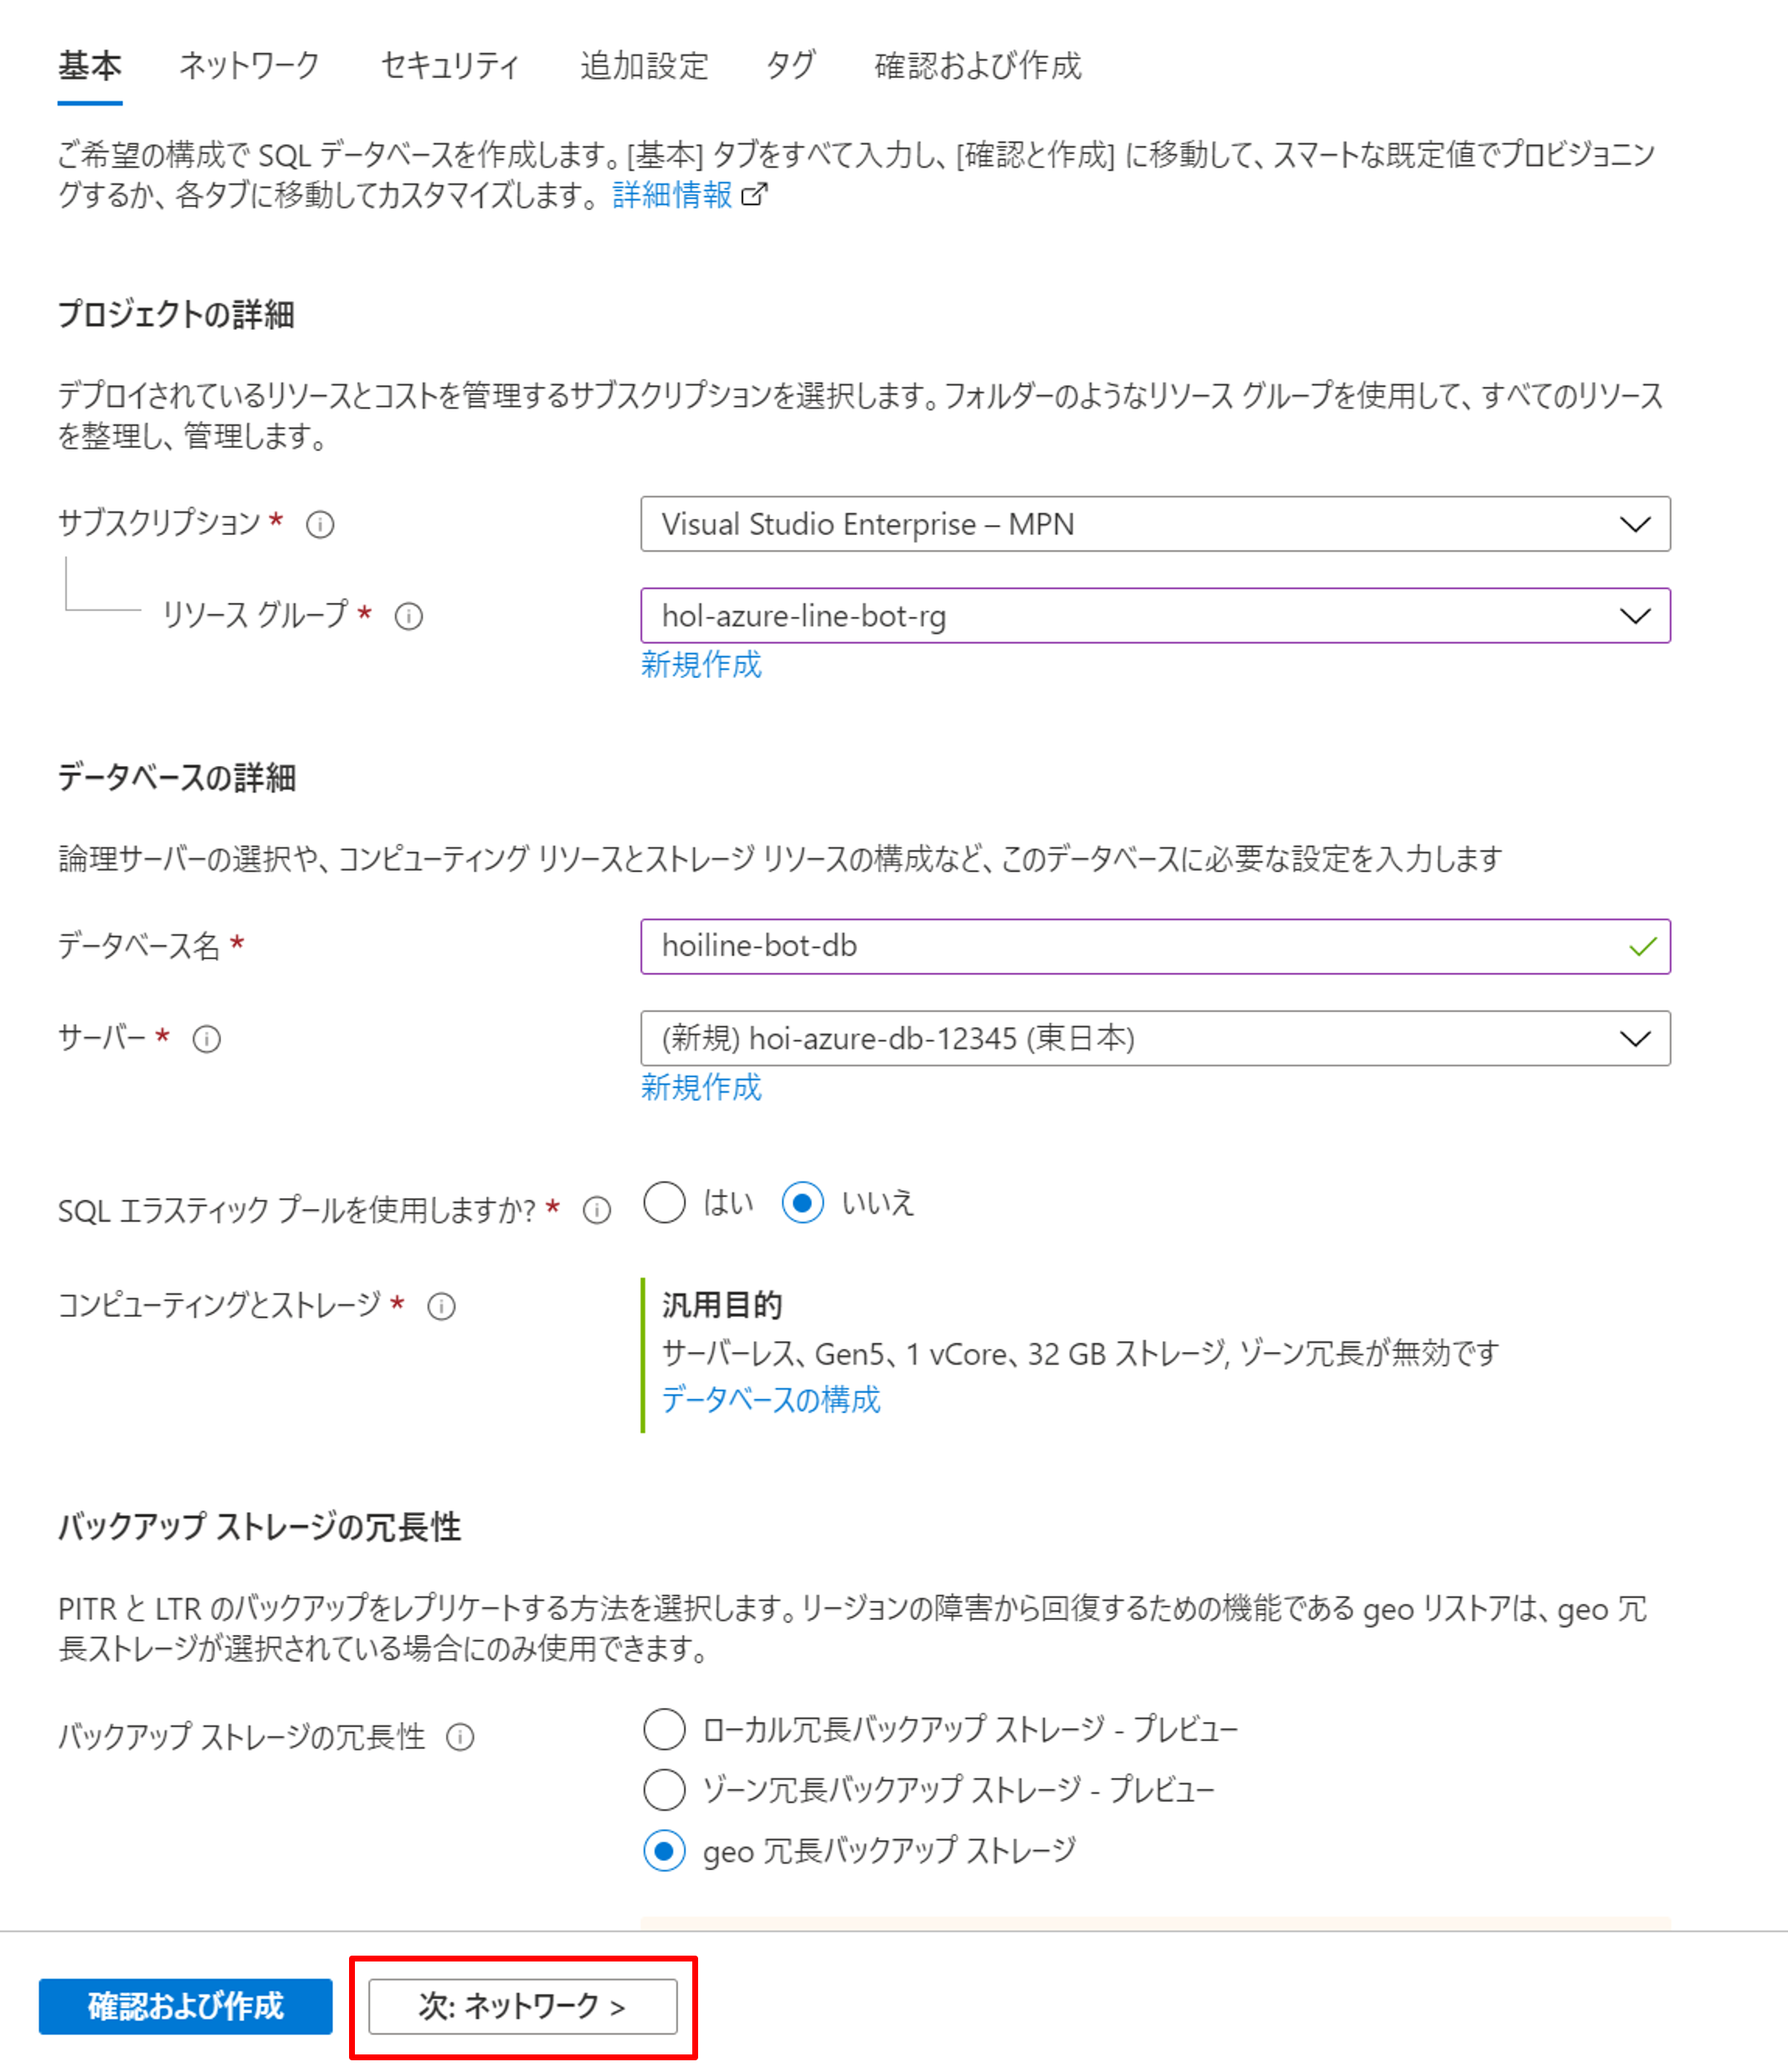 基本 ネットワーク セキュリティ 追加設定 タグ 確認および作成
ご希望の構成で SQL データベースを作成します。[基本] タブをすべて入力し、[確認と作成] に移動して、スマートな既定値でプロビジョニン
グするか、各タブに移動してカスタマイズします。 詳細情報
プロジェクトの詳細
デプロイされているリソースとコストを管理するサブスクリプションを選択します。フォルダーのようなリソース グループを使用して、すべてのリソース
を整理し、管理します。
サブスクリプション * Visual Studio Enterprise – MPN
リソース グループ * hol-azure-line-bot-rg
新規作成
データベースの詳細
論理サーバーの選択や、コンピューティング リソースとストレージ リソースの構成など、このデータベースに必要な設定を入力します
データベース名 * hoiline-bot-db
サーバー * (新規) hoi-azure-db-12345 (東日本)
新規作成
SQL エラスティック プールを使用しますか? * はい いいえ
コンピューティングとストレージ * 汎用目的
サーバーレス、Gen5、1 vCore、32 GB ストレージ, ゾーン冗長が無効です
データベースの構成
バックアップ ストレージの冗長性
PITR と LTR のバックアップをレプリケートする方法を選択します。リージョンの障害から回復するための機能である geo リストアは、geo 冗
長ストレージが選択されている場合にのみ使用できます。
バックアップ ストレージの冗長性 ローカル冗長バックアップ ストレージ - プレビュー
ゾーン冗長バックアップ ストレージ - プレビュー
geo 冗長バックアップ ストレージ
確認および作成 次: ネットワーク >